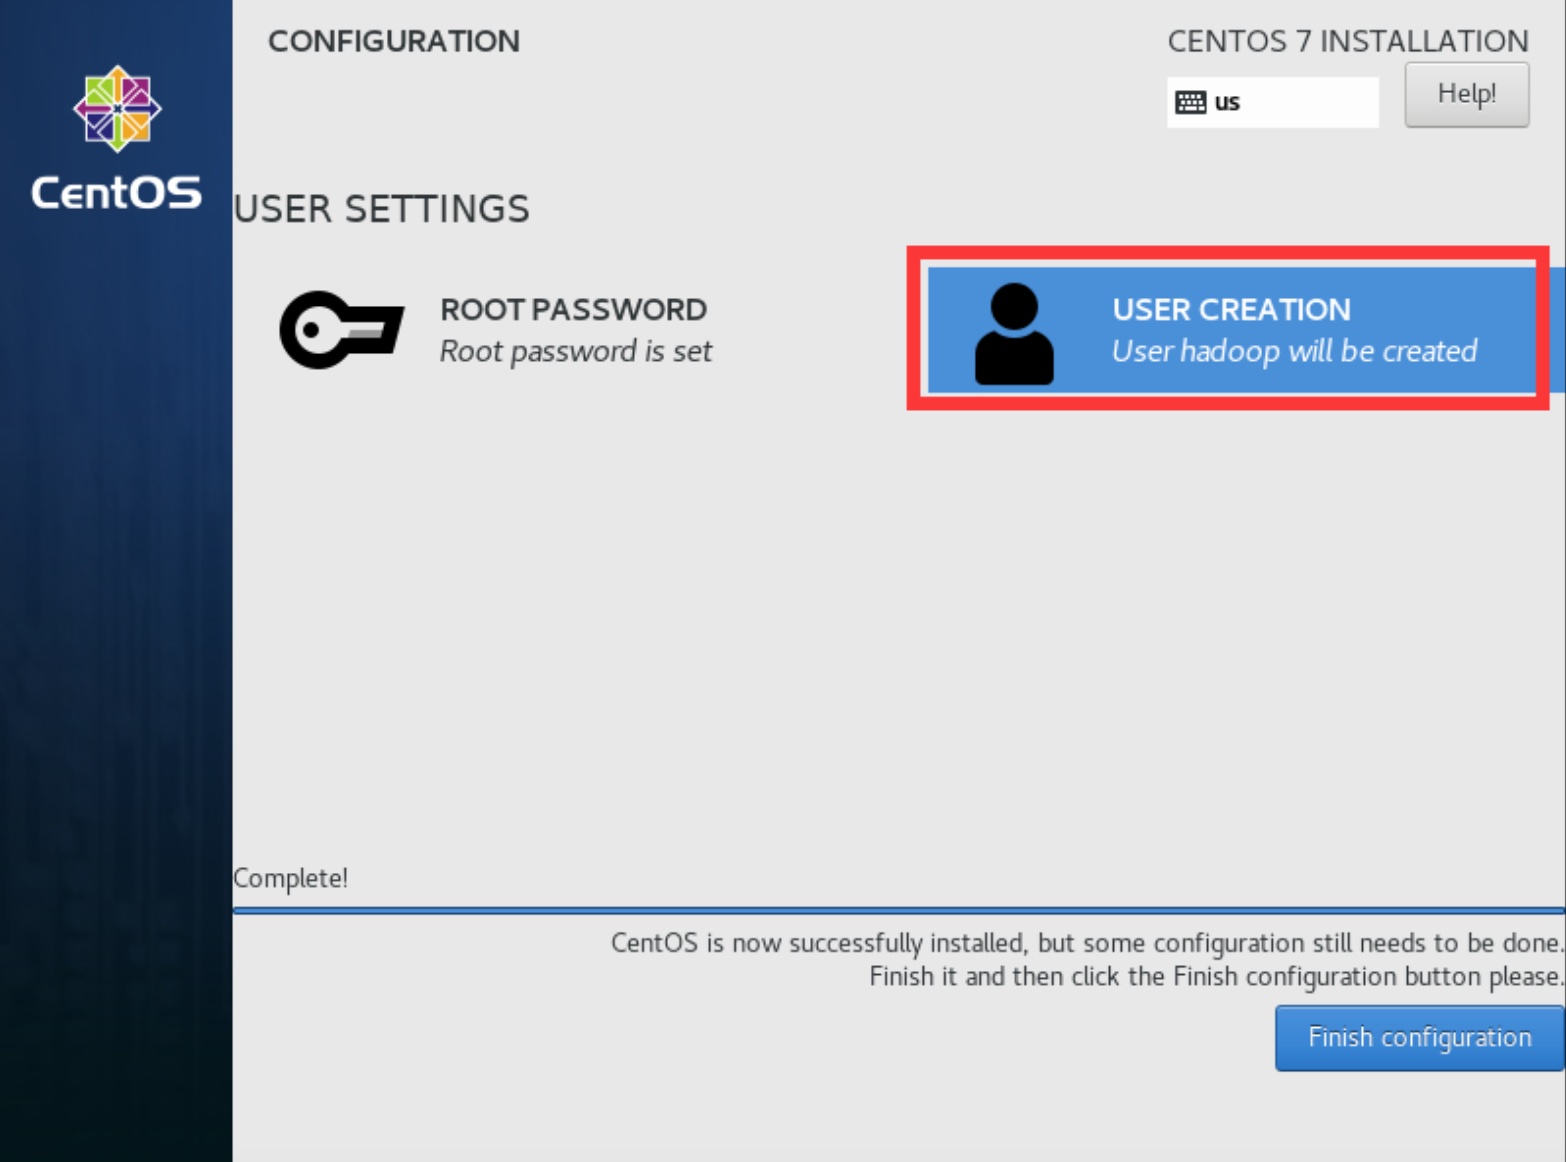 CentOS
CONFIGURATION
CENTOS 7 INSTALLATION
us
Help!
USER SETTINGS
ROOT PASSWORD
Root password is set
USER CREATION
User hadoop will be created
Complete!
CentOS is now successfully installed, but some configuration still needs to be done.
Finish it and then click the Finish configuration button please.
Finish configuration